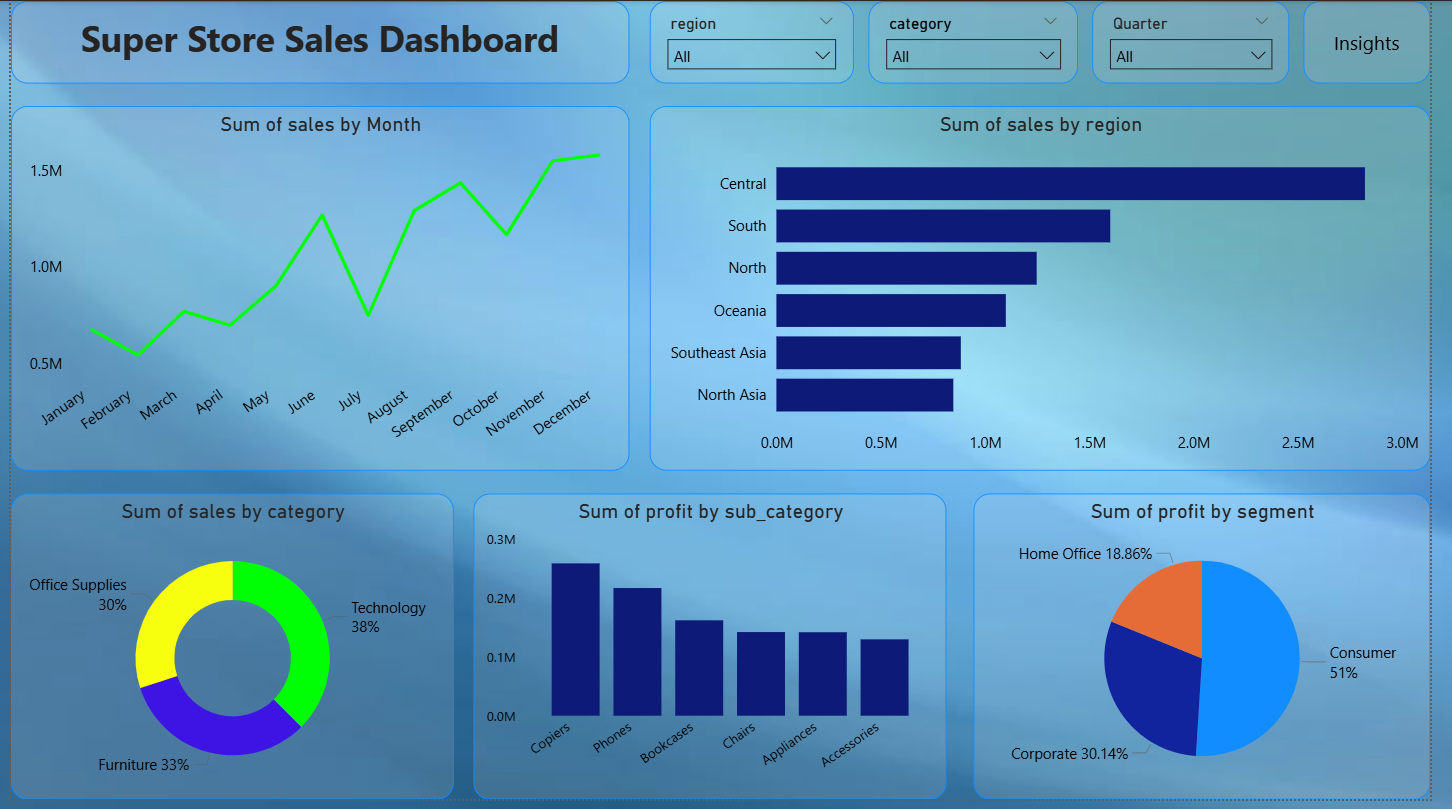 Super Store Sales Dashboard
region
All
category
All
Quarter
All
Insights
Sum of sales by Month
1.5M
1.0M
0.5M
January
February
March
April
May
June
July
August
September
October
November
December
Sum of sales by region
Central
South
North
Oceania
Southeast Asia
North Asia
0.0M
0.5M
1.0M
1.5M
2.0M
2.5M
3.0M
Sum of sales by category
Office Supplies
30%
Technology
38%
Furniture 33%
Sum of profit by sub_category
0.3M
0.2M
0.1M
0.0M
Copiers
Phones
Bookcases
Chairs
Appliances
Accessories
Sum of profit by segment
Home Office 18.86%
Consumer
51%
Corporate 30.14%